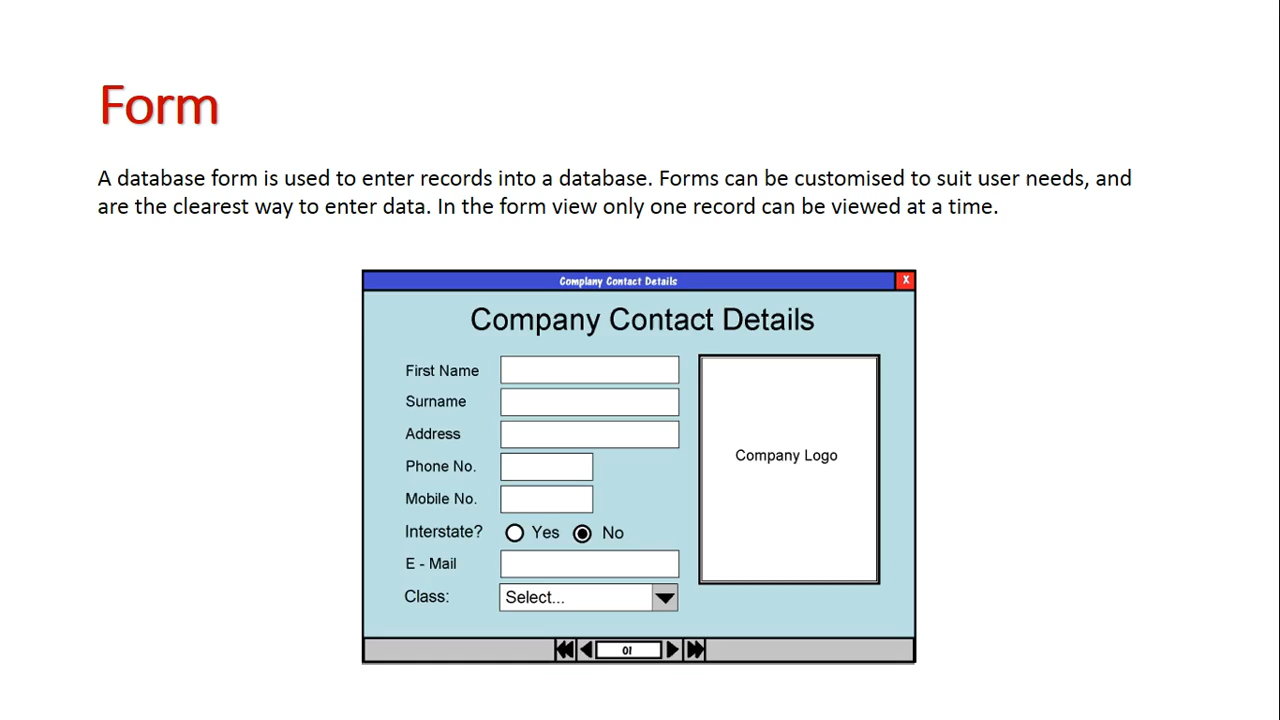 Form
A database form is used to enter records into a database. Forms can be customised to suit user needs, and
are the clearest way to enter data. In the form view only one record can be viewed at a time.
Complany Contact Details
X
Company Contact Details
First Name
Surname
Address
Phone No.
Mobile No.
Interstate? Yes No
E - Mail
Class: Select...
Company Logo
01